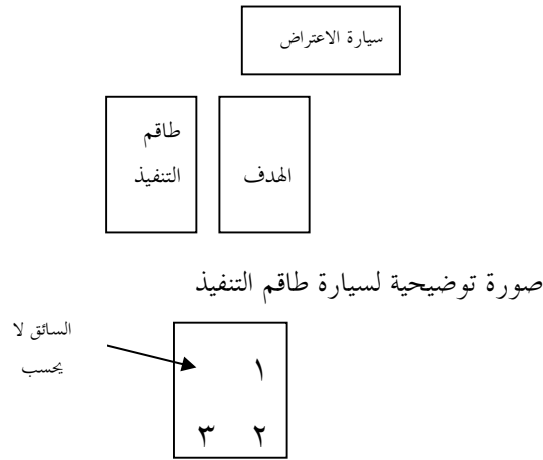 سيارة الاعتراض
طاقم
التنفيذ
الهدف
صورة توضيحية لسيارة طاقم التنفيذ
السائق لا
يحسب
١
٣ ٢